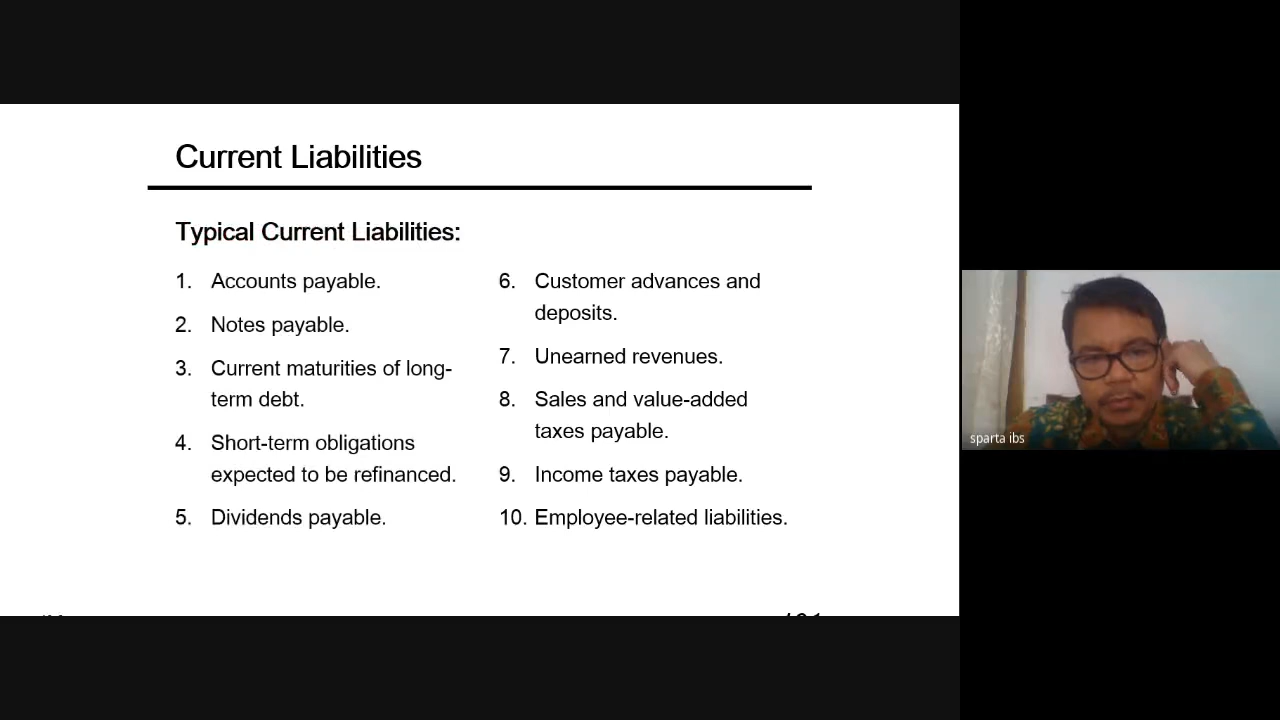 Current Liabilities
Typical Current Liabilities:
1. Accounts payable.
2. Notes payable.
3. Current maturities of long-
term debt.
4. Short-term obligations
expected to be refinanced.
5. Dividends payable.
6. Customer advances and
deposits.
7. Unearned revenues.
8. Sales and value-added
taxes payable.
9. Income taxes payable.
10. Employee-related liabilities.
sparta ibs